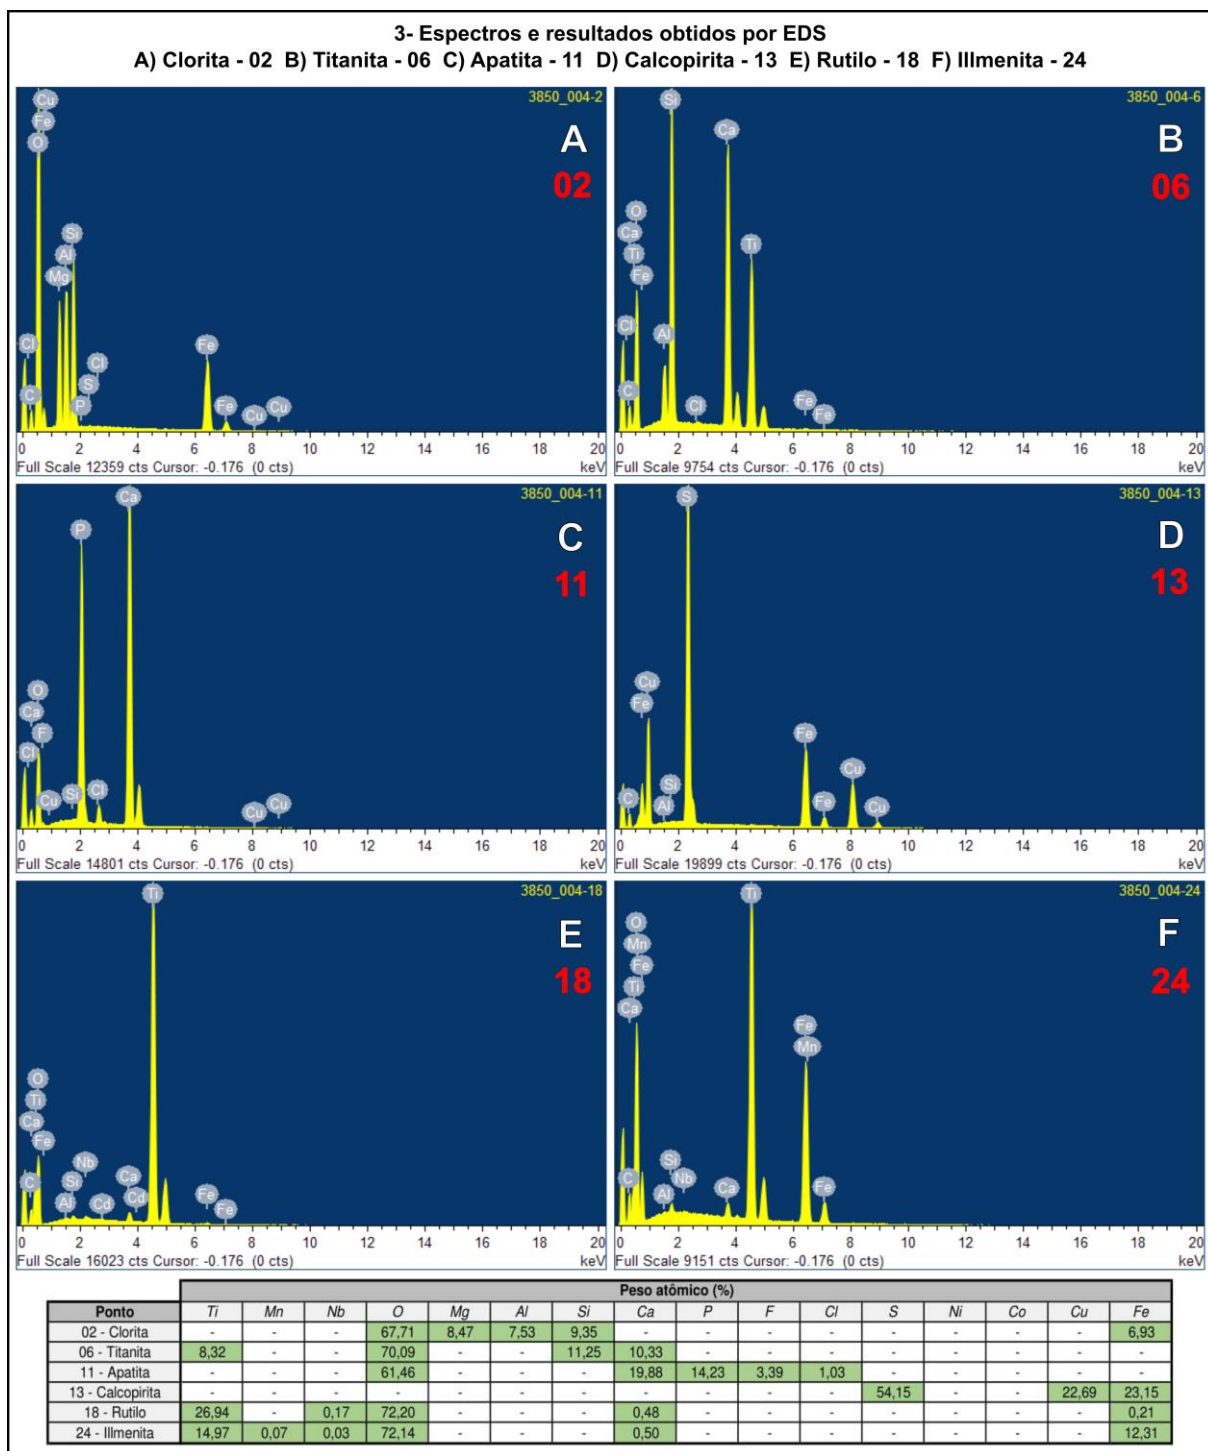 3- Espectros e resultados obtidos por EDS
A) Clorita - 02 B) Titanita - 06 C) Apatita - 11 D) Calcopirita - 13 E) Rutilo - 18 F) Illmenita - 24
3850_004-2
A
02
Cu
Fe
O
Si
Al
Mg
Cl
C
Cl
S
P
Fe
Fe
Cu
Cu
0 2 4 6 8 10 12 14 16 18 20
Full Scale 12359 cts Cursor: -0.176 (0 cts) keV
3850_004-6
B
06
Si
Ca
O
Ca
Ti
Fe
Ti
Cl
Al
C
Cl
Fe
Fe
0 2 4 6 8 10 12 14 16 18 20
Full Scale 9754 cts Cursor: -0.176 (0 cts) keV
3850_004-11
C
11
Ca
P
O
Ca
F
Cl
Cu
Si
Cl
Cu
Cu
0 2 4 6 8 10 12 14 16 18 20
Full Scale 14801 cts Cursor: -0.176 (0 cts) keV
3850_004-13
D
13
S
Cu
Fe
Fe
Si
Al
C
Fe
Cu
Cu
0 2 4 6 8 10 12 14 16 18 20
Full Scale 19899 cts Cursor: -0.176 (0 cts) keV
3850_004-18
E
18
Ti
O
Ti
Ca
Fe
Nb
C
Si
Al
Cd
Ca
Cd
Fe
Fe
0 2 4 6 8 10 12 14 16 18 20
Full Scale 16023 cts Cursor: -0.176 (0 cts) keV
3850_004-24
F
24
Ti
O
Mn
Fe
Ti
Ca
Fe
Mn
C
Si
Al
Nb
Ca
Fe
0 2 4 6 8 10 12 14 16 18 20
Full Scale 9151 cts Cursor: -0.176 (0 cts) keV
Peso atômico (%)
Ponto Ti Mn Nb O Mg Al Si Ca P F Cl S Ni Co Cu Fe
02 - Clorita - - - 67,71 8,47 7,53 9,35 - - - - - - - - 6,93
06 - Titanita 8,32 - - 70,09 - - 11,25 10,33 - - - - - - - -
11 - Apatita - - - 61,46 - - - 19,88 14,23 3,39 1,03 - - - - -
13 - Calcopirita - - - - - - - - - - - 54,15 - - 22,69 23,15
18 - Rutilo 26,94 - 0,17 72,20 - - - 0,48 - - - - - - - 0,21
24 - Illmenita 14,97 0,07 0,03 72,14 - - - 0,50 - - - - - - - 12,31